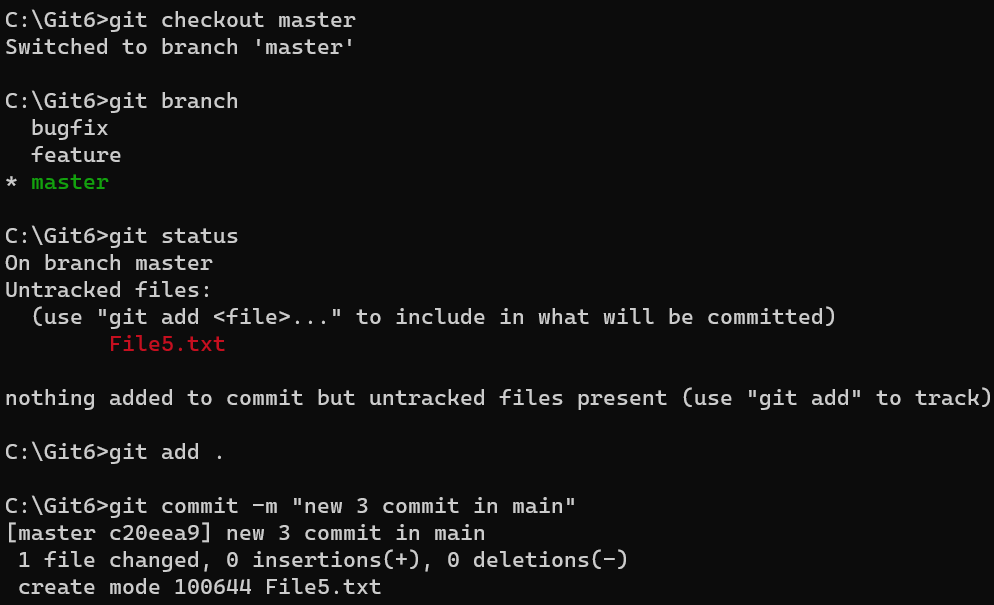 C:\Git6>git checkout master
Switched to branch 'master'
C:\Git6>git branch
bugfix
feature
* master
C:\Git6>git status
On branch master
Untracked files:
(use "git add <file>..." to include in what will be committed)
File5.txt
nothing added to commit but untracked files present (use "git add" to track)
C:\Git6>git add .
C:\Git6>git commit -m "new 3 commit in main"
[master c20eea9] new 3 commit in main
1 file changed, 0 insertions(+), 0 deletions(-)
create mode 100644 File5.txt